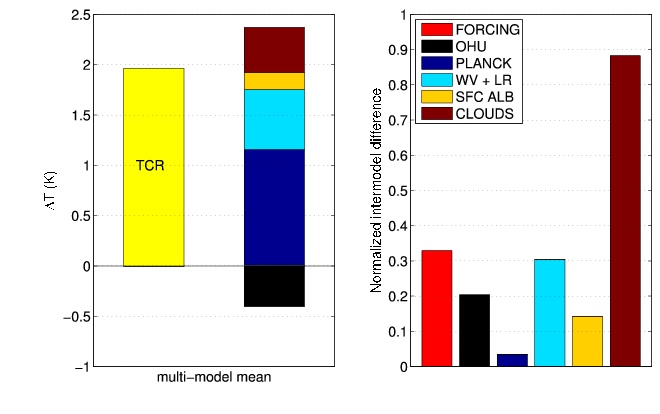 2.5
2
1.5
1
0.5
0
−0.5
−1
ΔT (K)
TCR
multi−model mean
1
0.9
0.8
0.7
0.6
0.5
0.4
0.3
0.2
0.1
0
Normalized intermodel difference
FORCING
OHU
PLANCK
WV + LR
SFC ALB
CLOUDS